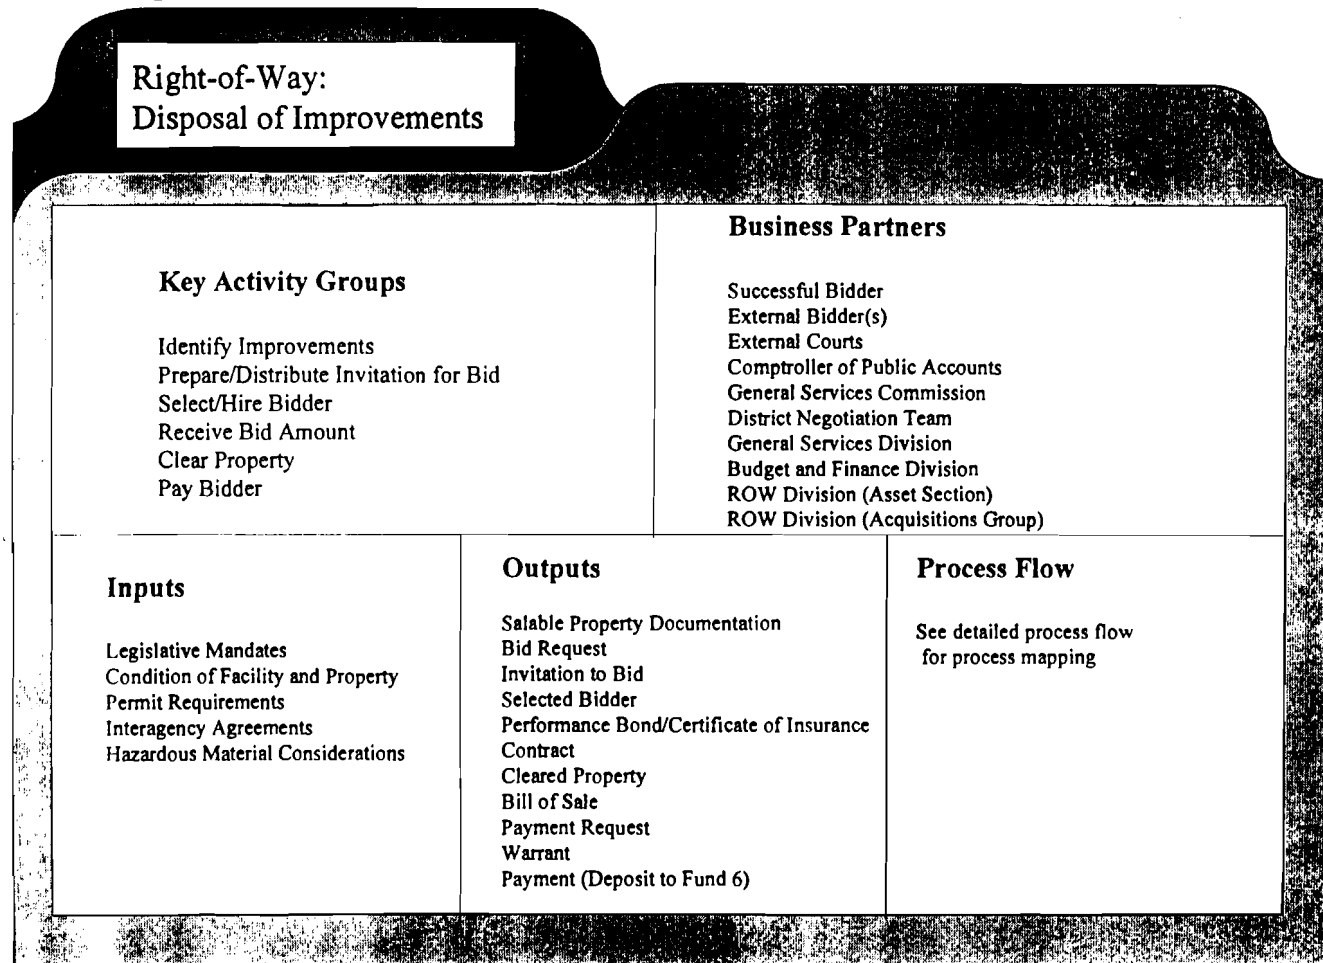 Right-of-Way:
Disposal of Improvements
Key Activity Groups
Identify Improvements
Prepare/Distribute Invitation for Bid
Select/Hire Bidder
Receive Bid Amount
Clear Property
Pay Bidder
Business Partners
Successful Bidder
External Bidder(s)
External Courts
Comptroller of Public Accounts
General Services Commission
District Negotiation Team
General Services Division
Budget and Finance Division
ROW Division (Asset Section)
ROW Division (Acquisitions Group)
Inputs
Legislative Mandates
Condition of Facility and Property
Permit Requirements
Interagency Agreements
Hazardous Material Considerations
Outputs
Salable Property Documentation
Bid Request
Invitation to Bid
Selected Bidder
Performance Bond/Certificate of Insurance
Contract
Cleared Property
Bill of Sale
Payment Request
Warrant
Payment (Deposit to Fund 6)
Process Flow
See detailed process flow
for process mapping